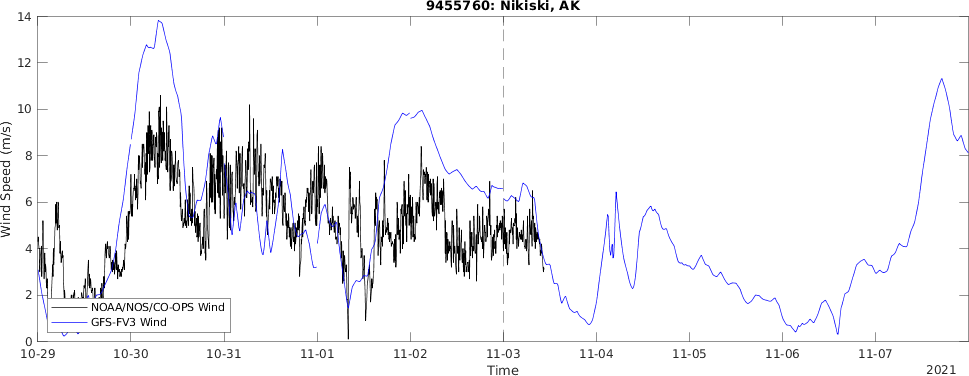 9455760: Nikiski, AK
14
12
10
8
6
4
2
0
Wind Speed (m/s)
NOAA/NOS/CO-OPS Wind
GFS-FV3 Wind
10-29 10-30 10-31 11-01 11-02 11-03 11-04 11-05 11-06 11-07
Time
2021